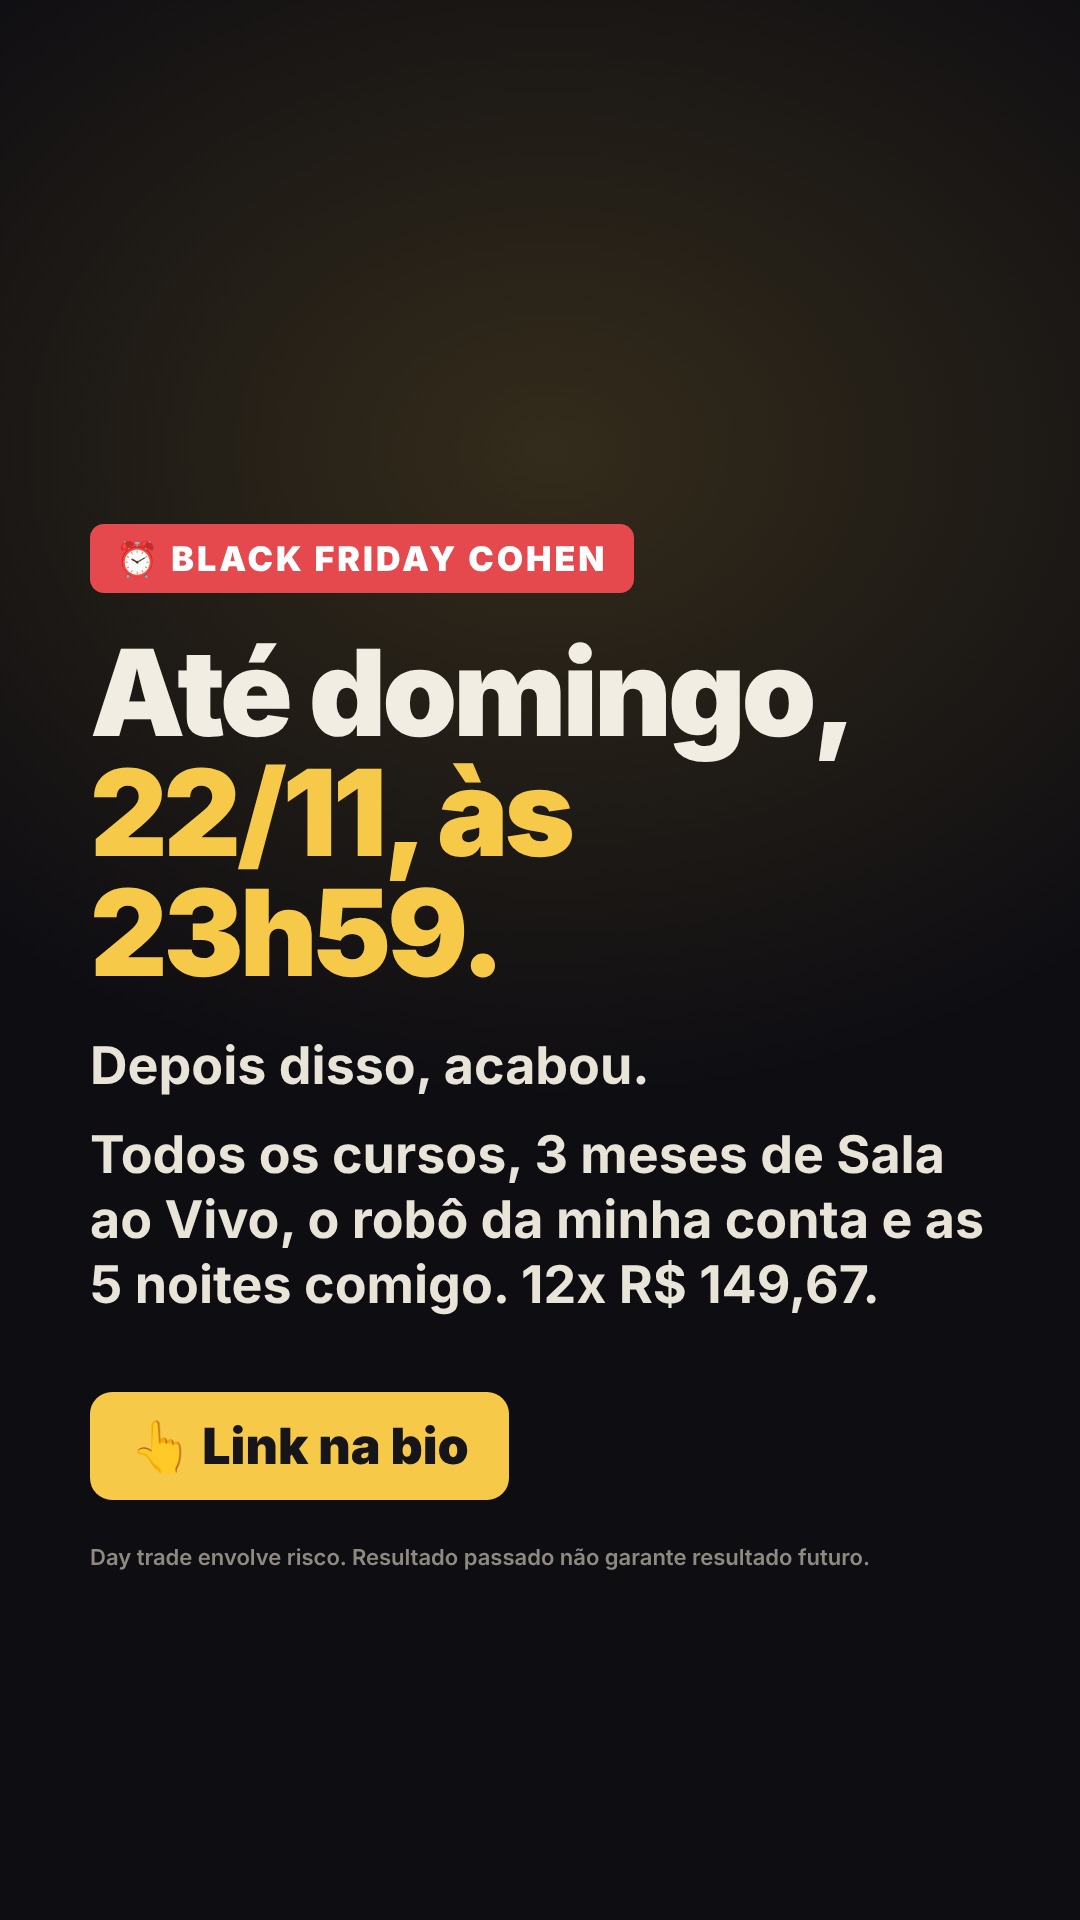 ⏰ BLACK FRIDAY COHEN
Até domingo,
22/11, às
23h59.
Depois disso, acabou.
Todos os cursos, 3 meses de Sala
ao Vivo, o robô da minha conta e as
5 noites comigo. 12x R$ 149,67.
👆 Link na bio
Day trade envolve risco. Resultado passado não garante resultado futuro.